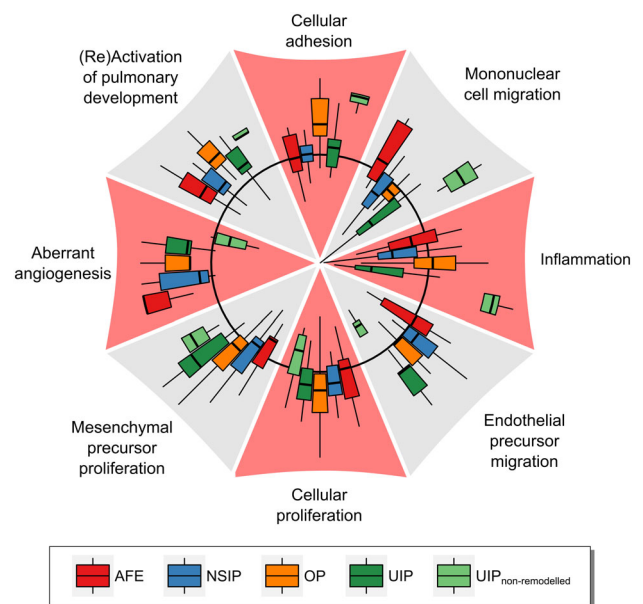 Cellular
adhesion
(Re)Activation
of pulmonary
development
Mononuclear
cell migration
Aberrant
angiogenesis
Inflammation
Mesenchymal
precursor
proliferation
Endothelial
precursor
migration
Cellular
proliferation
AFE NSIP OP UIP UIPnon-remodelled